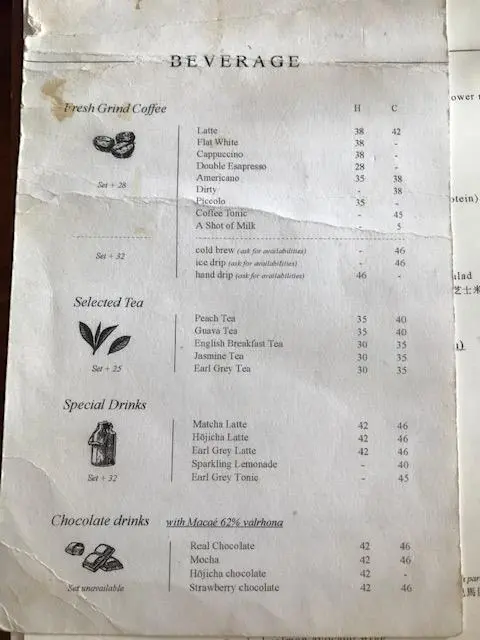 BEVERAGE
Fresh Grind Coffee H C
Latte 38 42
Flat White 38 -
Cappuccino 38 -
Double Esapresso 28 -
Set + 28
Americano 35 38
Dirty - 38
Piccolo 35 -
Coffee Tonic - 45
A Shot of Milk - 5
Set + 32
cold brew (ask for availabilities) - 46
ice drip (ask for availabilities) - 46
hand drip (ask for availabilities) 46 -
Selected Tea
Peach Tea 35 40
Guava Tea 35 40
English Breakfast Tea 30 35
Jasmine Tea 30 35
Set + 25
Earl Grey Tea 30 35
Special Drinks
Matcha Latte 42 46
Hōjicha Latte 42 46
Earl Grey Latte 42 46
Sparkling Lemonade - 40
Set + 32
Earl Grey Tonic - 45
Chocolate drinks with Macaé 62% valrhona
Real Chocolate 42 46
Mocha 42 46
Hōjicha chocolate 42 -
Set unavailable
Strawberry chocolate 42 46